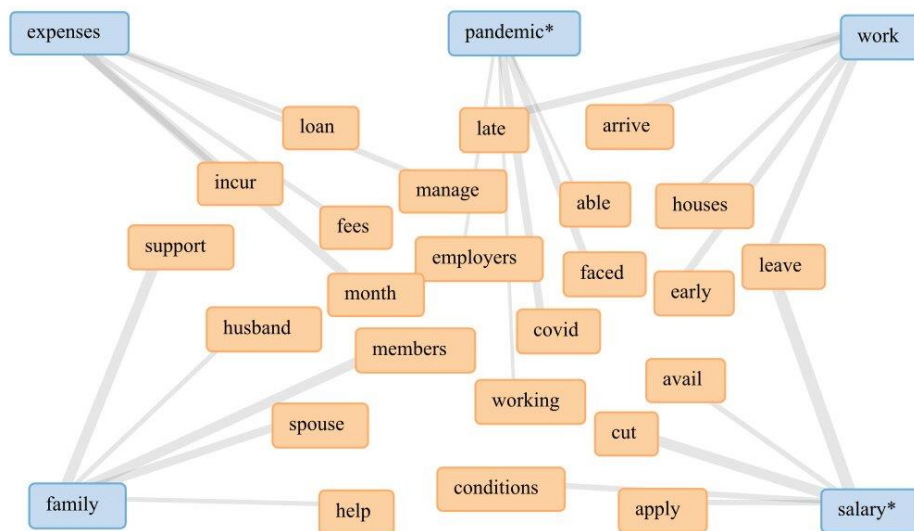 expenses
pandemic*
work
loan
late
arrive
incur
manage
able
houses
fees
support
employers
faced
leave
month
early
husband
members
covid
avail
working
spouse
cut
family
conditions
help
apply
salary*